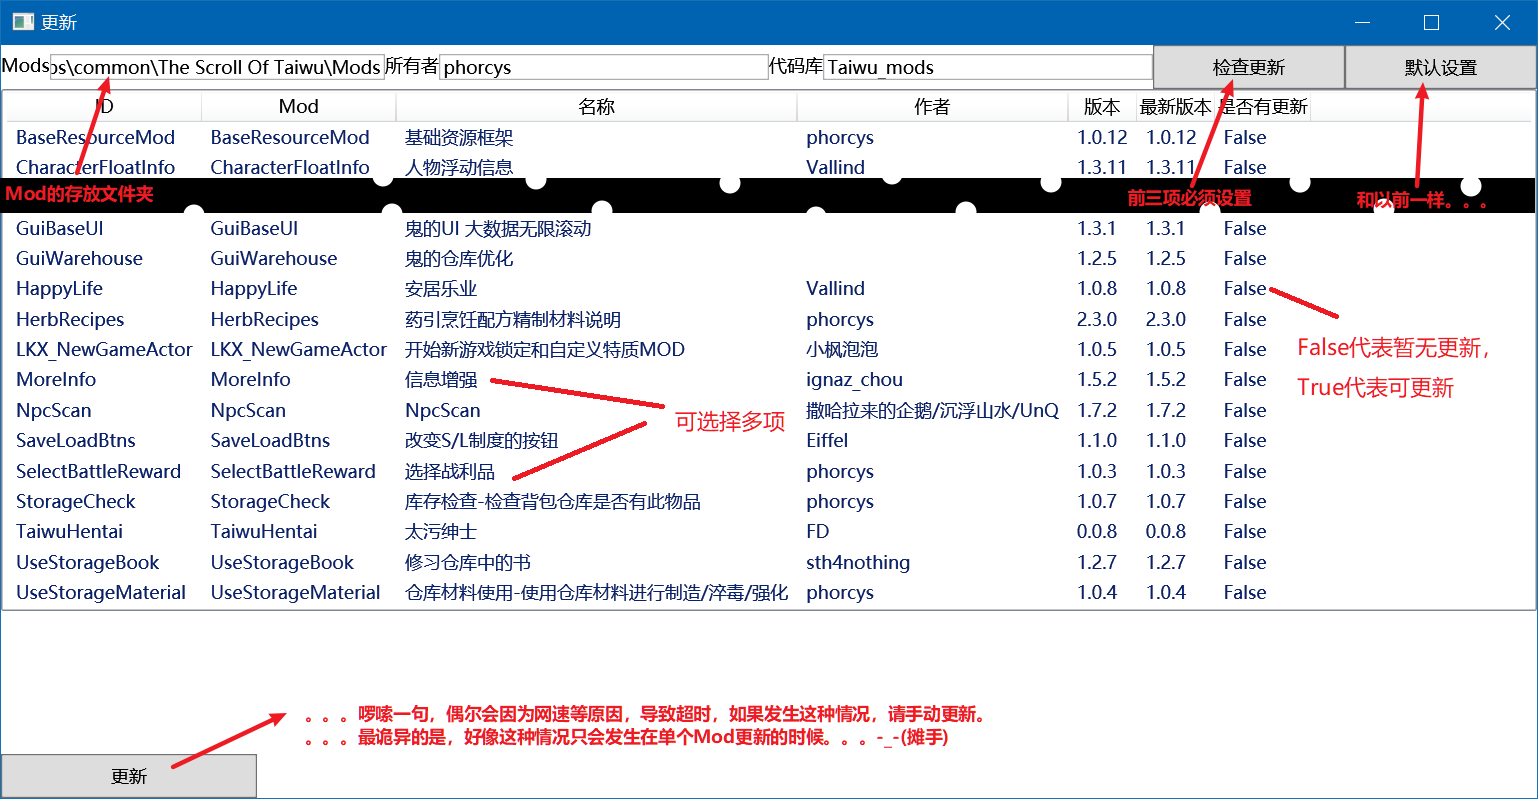 更新
Mods os\common\The Scroll Of Taiwu\Mods 所有者 phorcys 代码库 Taiwu_mods 检查更新 默认设置
ID Mod 名称 作者 版本 最新版本 是否有更新
BaseResourceMod BaseResourceMod 基础资源框架 phorcys 1.0.12 1.0.12 False
CharacterFloatInfo CharacterFloatInfo 人物浮动信息 Vallind 1.3.11 1.3.11 False
Mod的存放文件夹 前三项必须设置 和以前一样。。。
GuiBaseUI GuiBaseUI 鬼的UI 大数据无限滚动 1.3.1 1.3.1 False
GuiWarehouse GuiWarehouse 鬼的仓库优化 1.2.5 1.2.5 False
HappyLife HappyLife 安居乐业 Vallind 1.0.8 1.0.8 False
HerbRecipes HerbRecipes 药引烹饪配方精制材料说明 phorcys 2.3.0 2.3.0 False
LKX_NewGameActor LKX_NewGameActor 开始新游戏锁定和自定义特质MOD 小枫泡泡 1.0.5 1.0.5 False
False代表暂无更新，
MoreInfo MoreInfo 信息增强 ignaz_chou 1.5.2 1.5.2 False
True代表可更新
NpcScan NpcScan NpcScan 撒哈拉来的企鹅/沉浮山水/UnQ 1.7.2 1.7.2 False
可选择多项
SaveLoadBtns SaveLoadBtns 改变S/L制度的按钮 Eiffel 1.1.0 1.1.0 False
SelectBattleReward SelectBattleReward 选择战利品 phorcys 1.0.3 1.0.3 False
StorageCheck StorageCheck 库存检查-检查背包仓库是否有此物品 phorcys 1.0.7 1.0.7 False
TaiwuHentai TaiwuHentai 太污绅士 FD 0.0.8 0.0.8 False
UseStorageBook UseStorageBook 修习仓库中的书 sth4nothing 1.2.7 1.2.7 False
UseStorageMaterial UseStorageMaterial 仓库材料使用-使用仓库材料进行制造/淬毒/强化 phorcys 1.0.4 1.0.4 False
。。。啰嗦一句，偶尔会因为网速等原因，导致超时，如果发生这种情况，请手动更新。
。。。最诡异的是，好像这种情况只会发生在单个Mod更新的时候。。。-_-(摊手)
更新